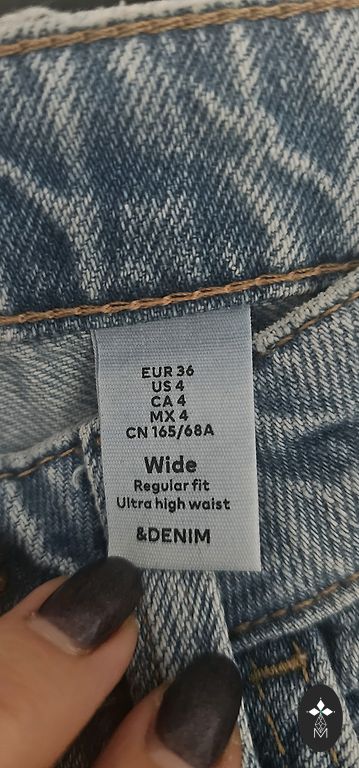 EUR 36
US 4
CA 4
MX 4
CN 165/68A
Wide
Regular fit
Ultra high waist
&DENIM
M